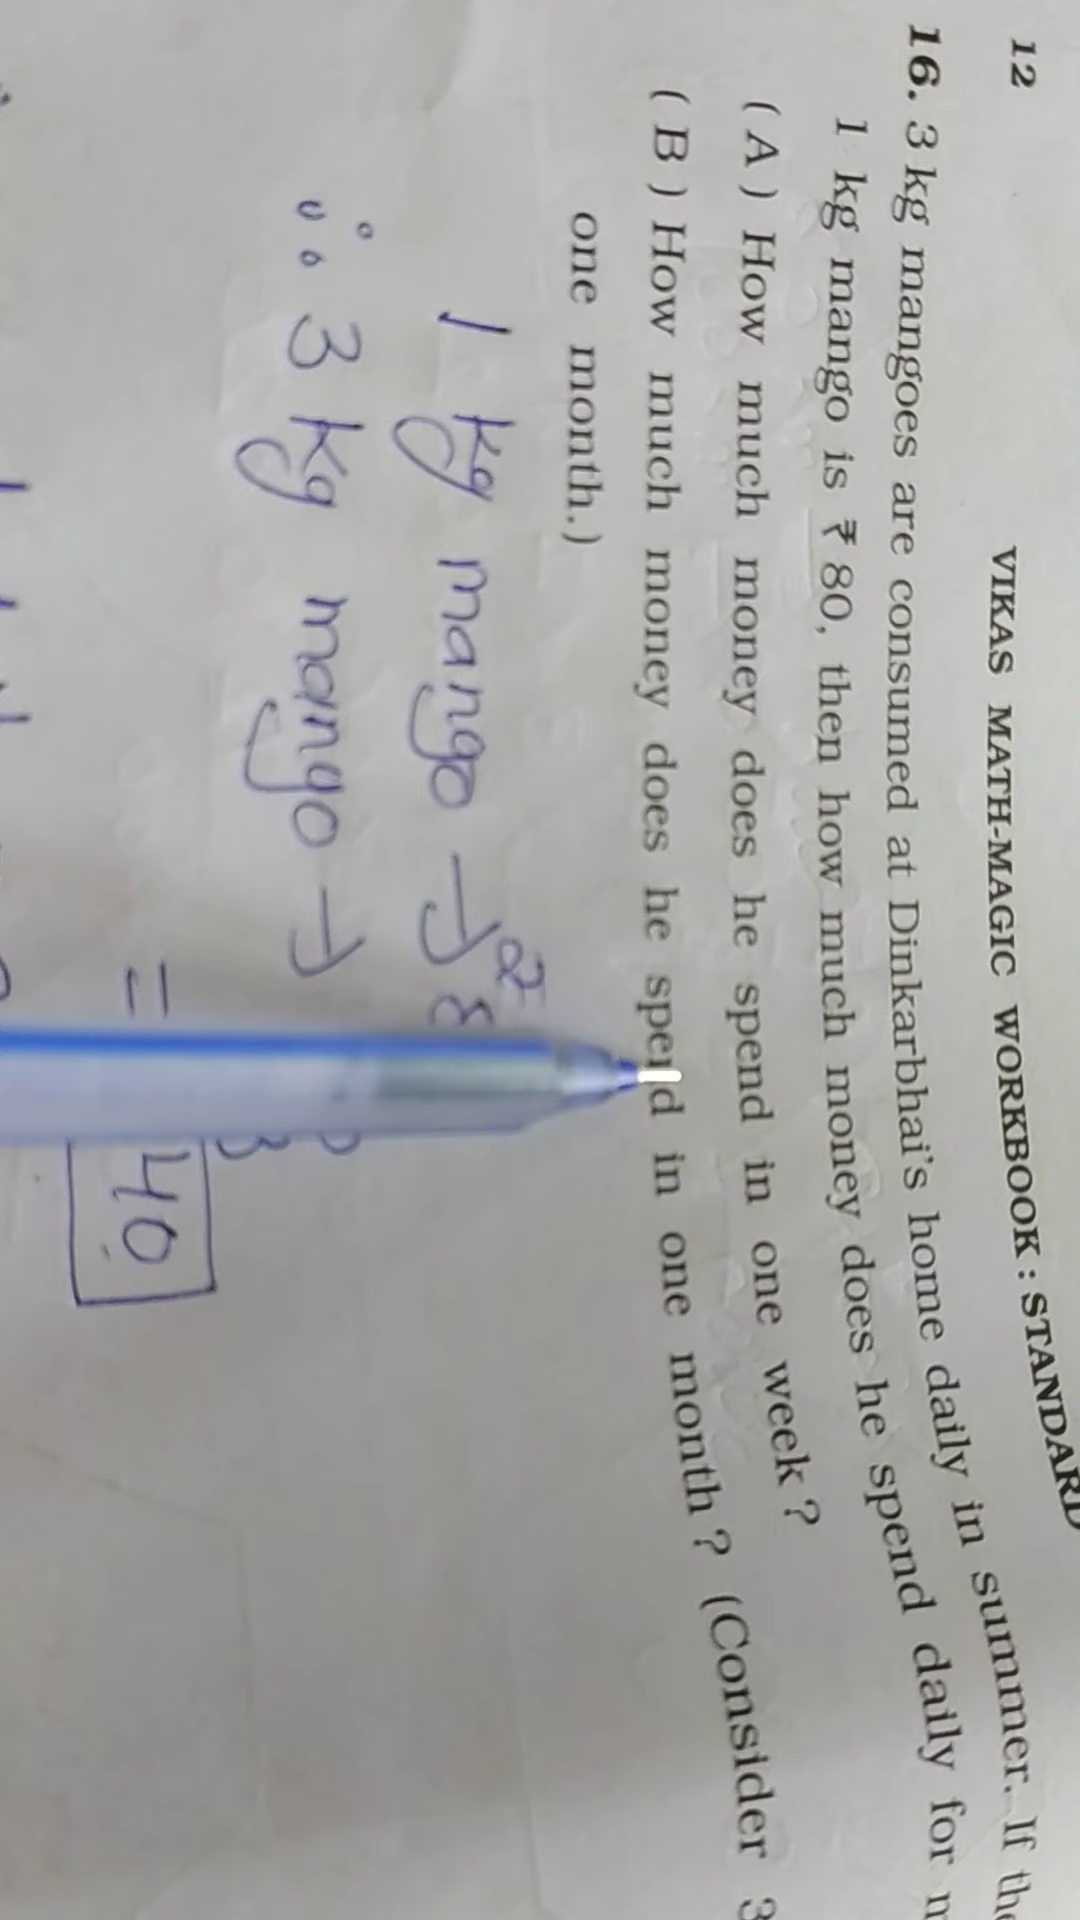 12 VIKAS MATH-MAGIC WORKBOOK : STANDARD
16. 3 kg mangoes are consumed at Dinkarbhai's home daily in summer. If the
1 kg mango is ₹ 80, then how much money does he spend daily for
(A) How much money does he spend in one week ?
(B) How much money does he spend in one month ? (Consider
one month.)
1 kg mango →
∴ 3 kg mango →
= 40